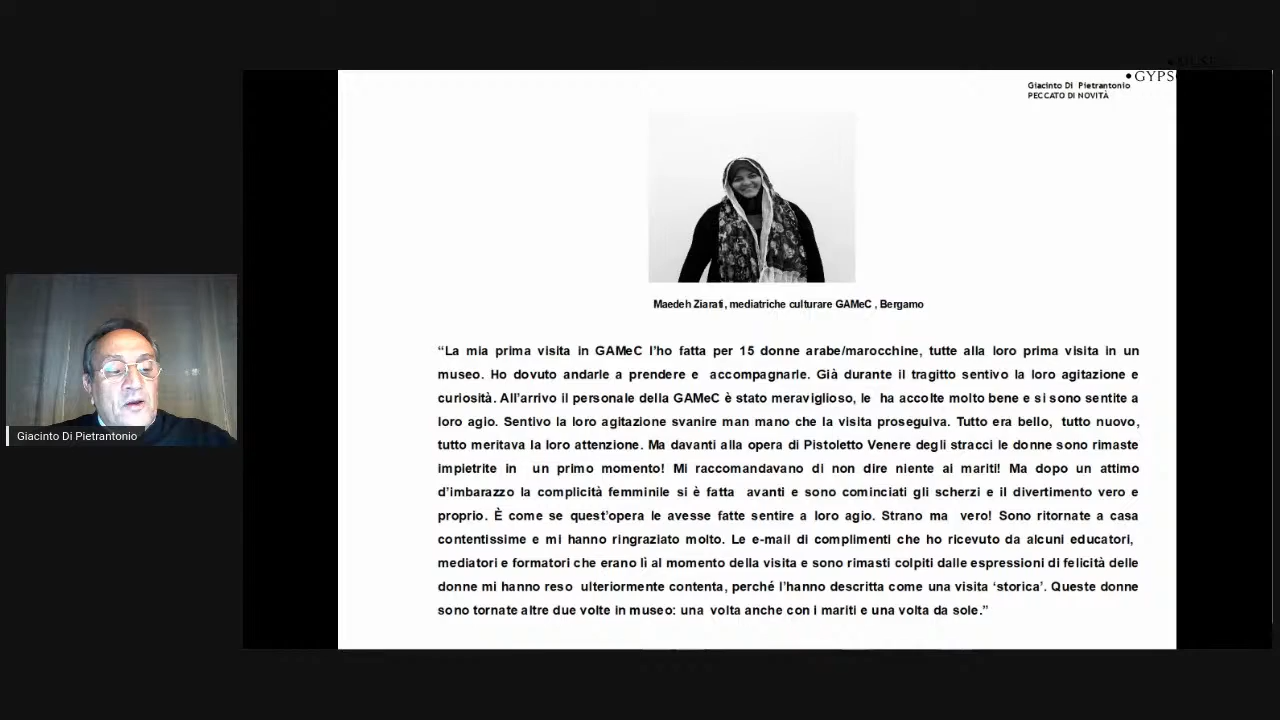 GYPS
Giacinto Di Pietrantonio
PECCATO DI NOVITÀ
Maedeh Ziarati, mediatriche culturare GAMeC , Bergamo
“La mia prima visita in GAMeC l’ho fatta per 15 donne arabe/marocchine, tutte alla loro prima visita in un
museo. Ho dovuto andarle a prendere e accompagnarle. Già durante il tragitto sentivo la loro agitazione e
curiosità. All’arrivo il personale della GAMeC è stato meraviglioso, le ha accolte molto bene e si sono sentite a
loro agio. Sentivo la loro agitazione svanire man mano che la visita proseguiva. Tutto era bello, tutto nuovo,
tutto meritava la loro attenzione. Ma davanti alla opera di Pistoletto Venere degli stracci le donne sono rimaste
impietrite in un primo momento! Mi raccomandavano di non dire niente ai mariti! Ma dopo un attimo
d’imbarazzo la complicità femminile si è fatta avanti e sono cominciati gli scherzi e il divertimento vero e
proprio. È come se quest’opera le avesse fatte sentire a loro agio. Strano ma vero! Sono ritornate a casa
contentissime e mi hanno ringraziato molto. Le e-mail di complimenti che ho ricevuto da alcuni educatori,
mediatori e formatori che erano lì al momento della visita e sono rimasti colpiti dalle espressioni di felicità delle
donne mi hanno reso ulteriormente contenta, perché l’hanno descritta come una visita ‘storica’. Queste donne
sono tornate altre due volte in museo: una volta anche con i mariti e una volta da sole.”
Giacinto Di Pietrantonio